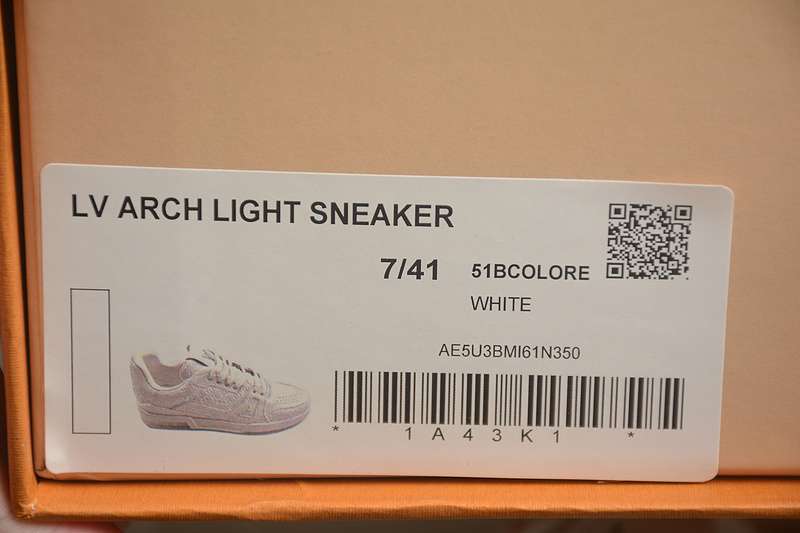 LV ARCH LIGHT SNEAKER
7/41 51BCOLORE
WHITE
AE5U3BMI61N350
* 1A43K1 *